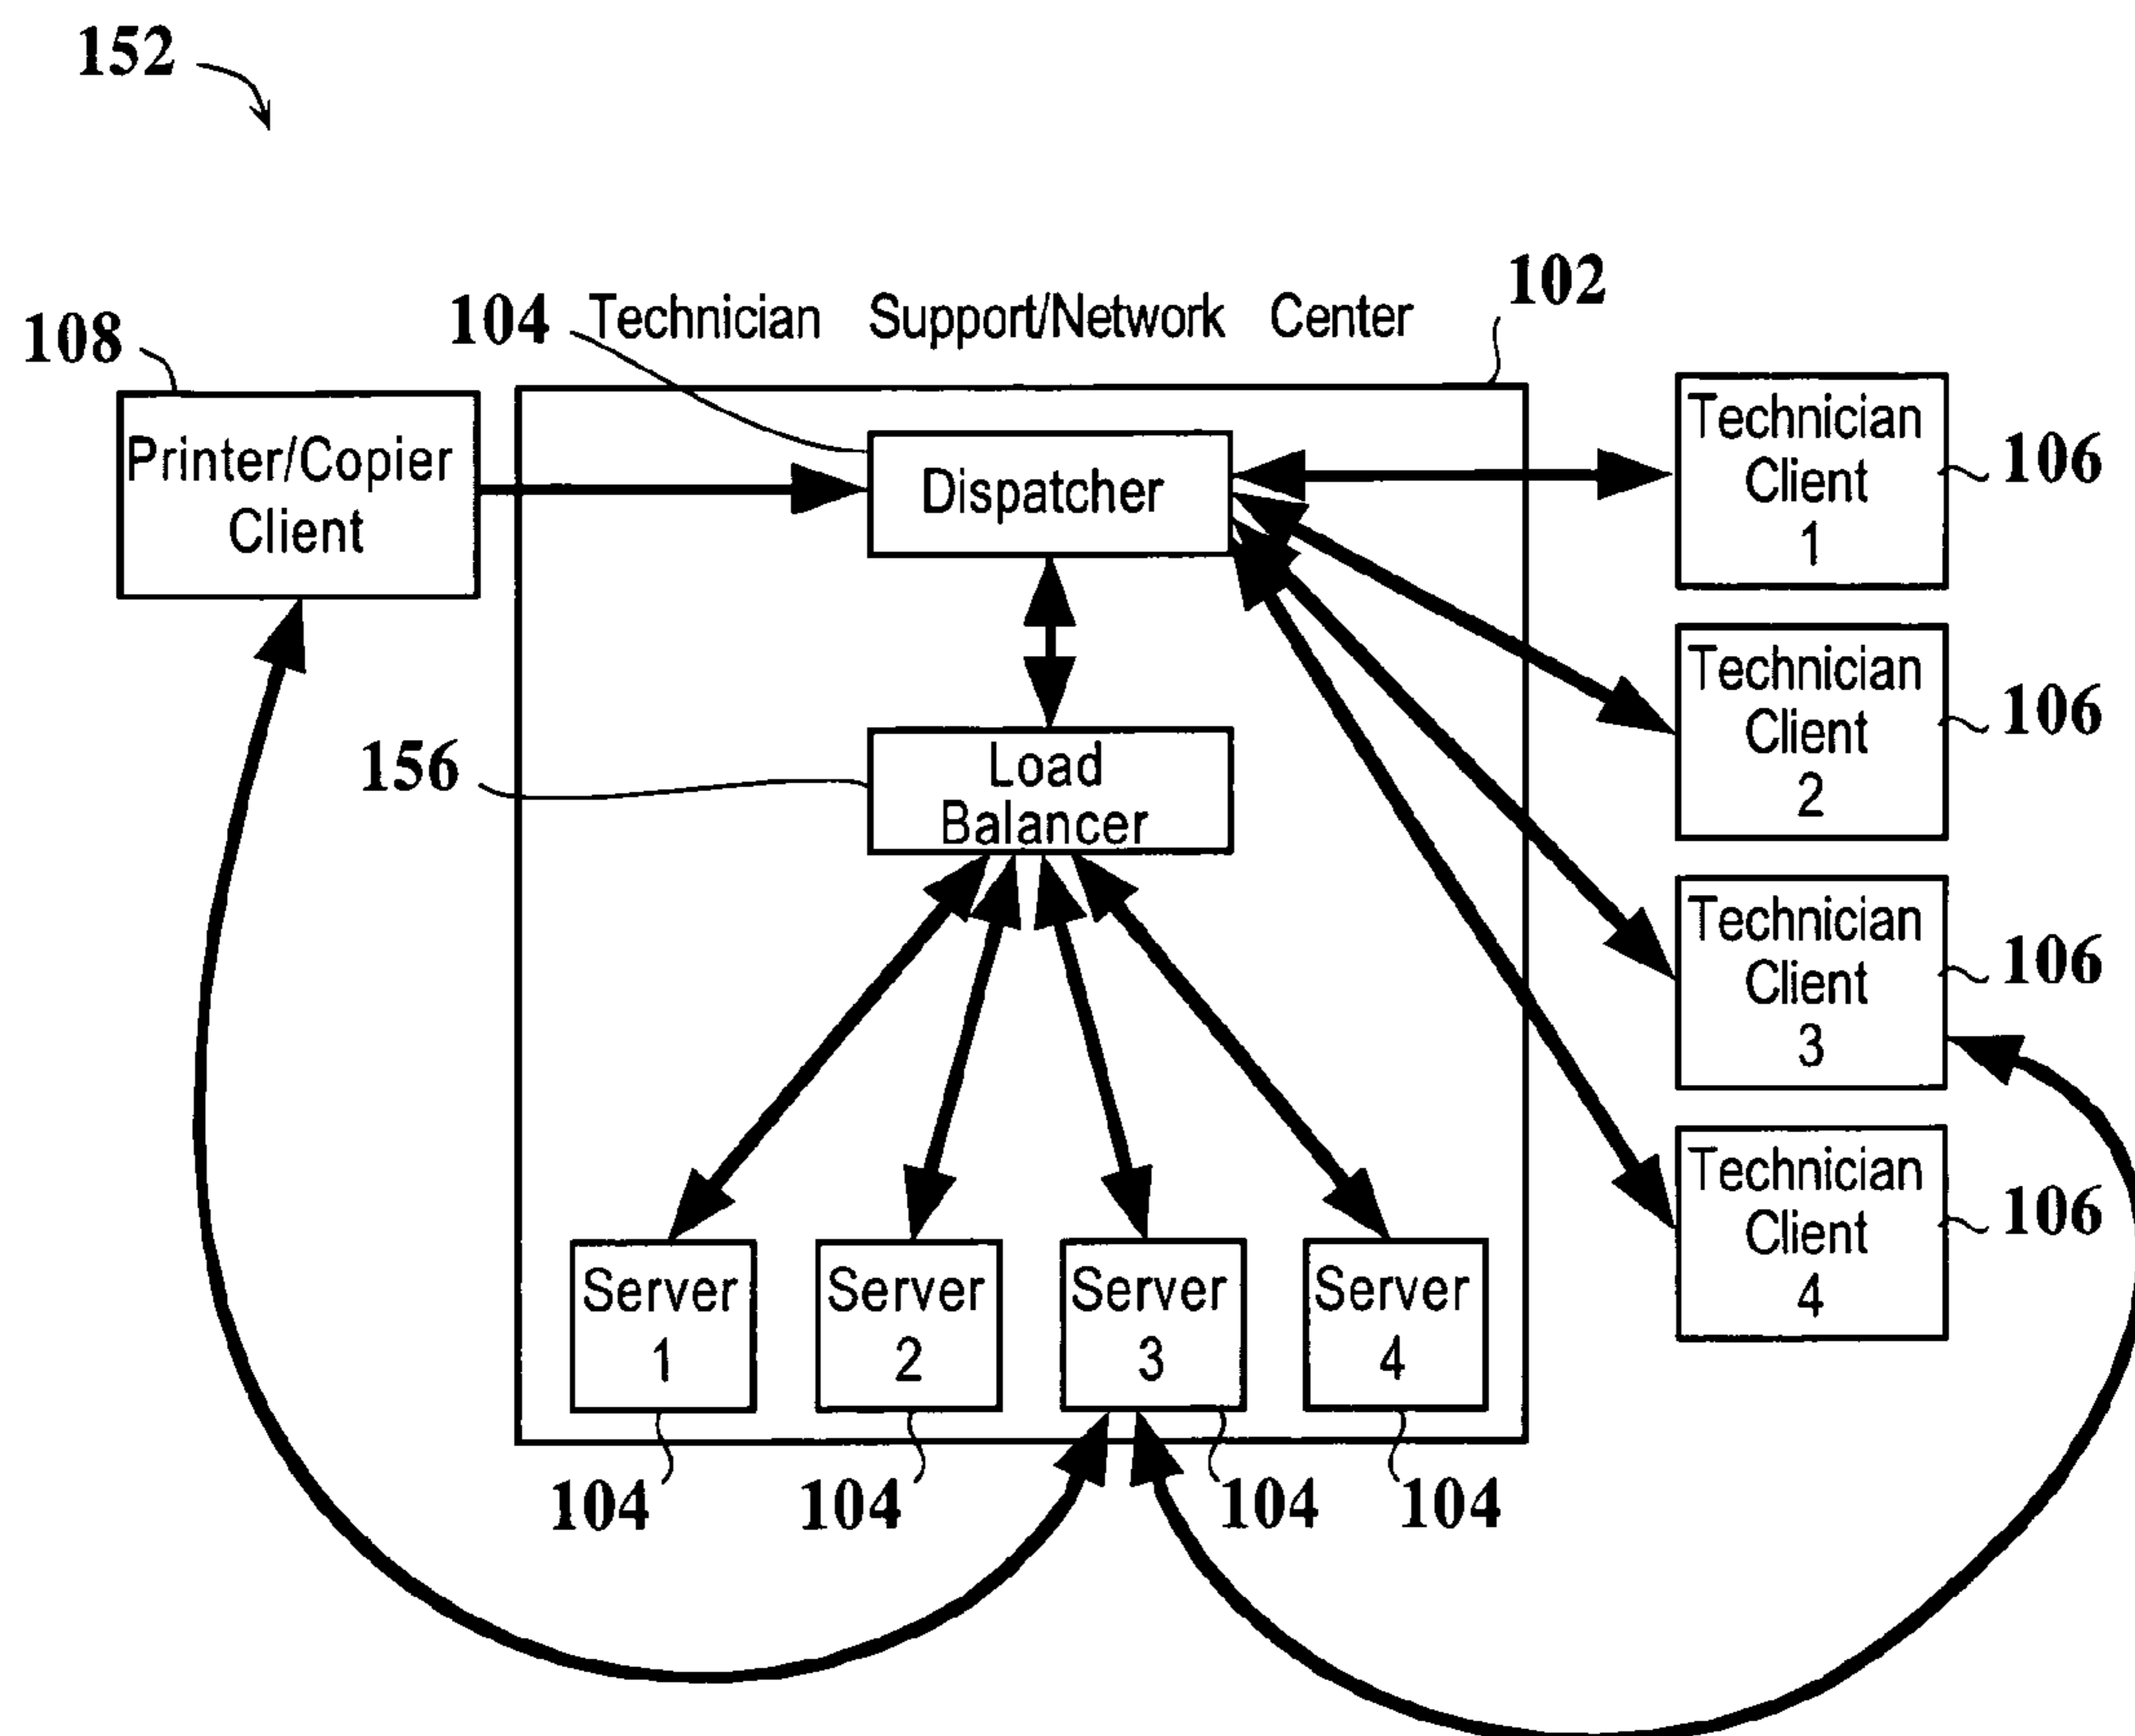 152
102
104 Technician Support/Network Center
108
Printer/Copier
Client
Dispatcher
Technician
Client
1
106
Technician
Client
2
106
156
Load
Balancer
Technician
Client
3
106
Technician
Client
4
106
Server
1
Server
2
Server
3
Server
4
104
104
104
104